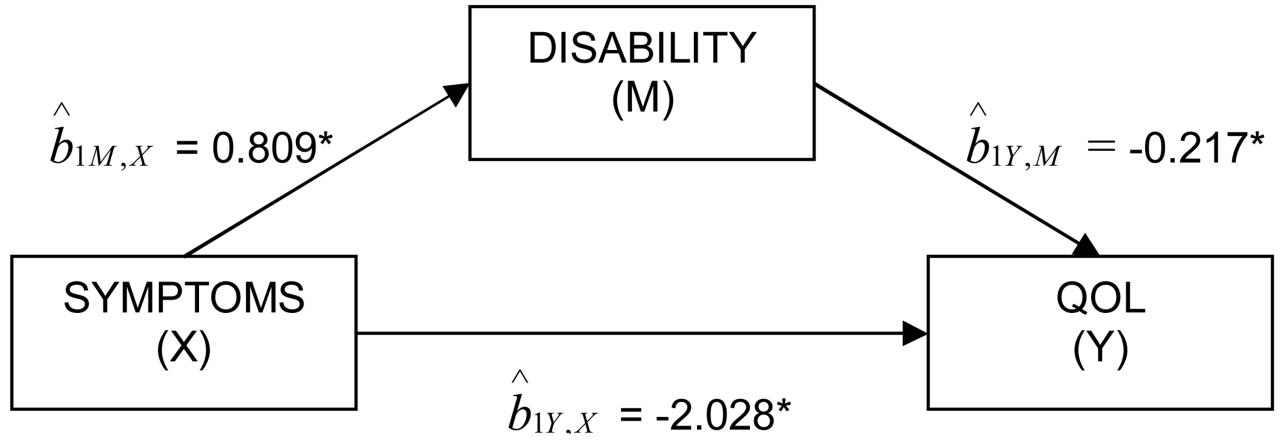 DISABILITY
(M)
b̂1M,X = 0.809*
b̂1Y,M = -0.217*
SYMPTOMS
(X)
QOL
(Y)
b̂1Y,X = -2.028*